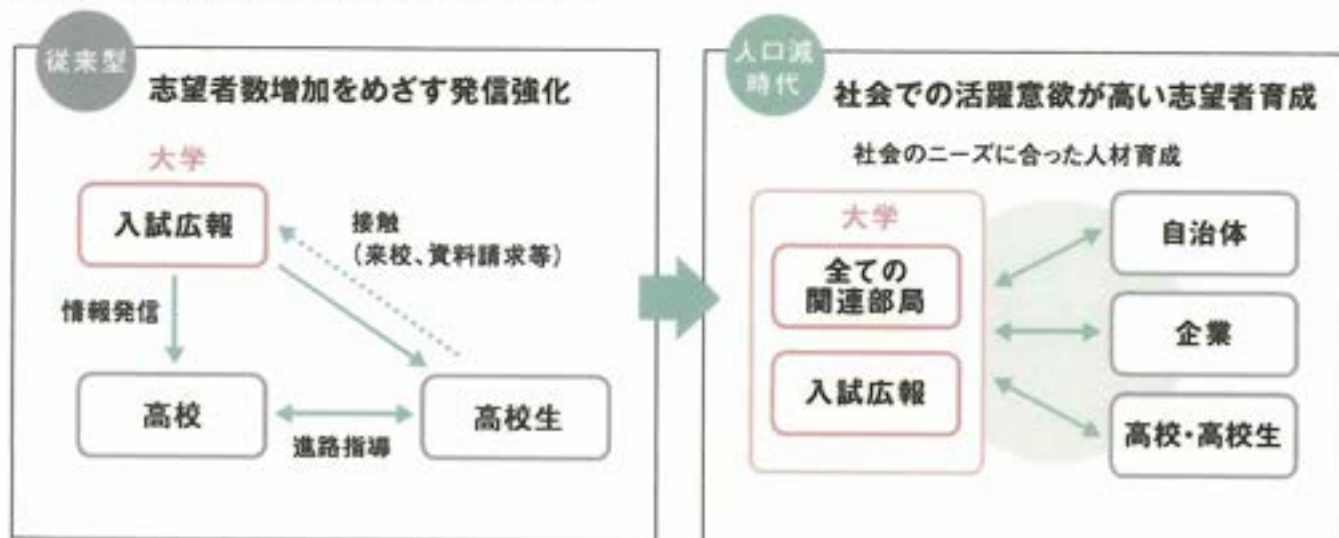 従来型
志望者数増加をめざす発信強化
大学
入試広報
接触
（来校、資料請求等）
情報発信
高校
進路指導
高校生
人口減
時代
社会での活躍意欲が高い志望者育成
社会のニーズに合った人材育成
大学
全ての
関連部局
入試広報
自治体
企業
高校・高校生